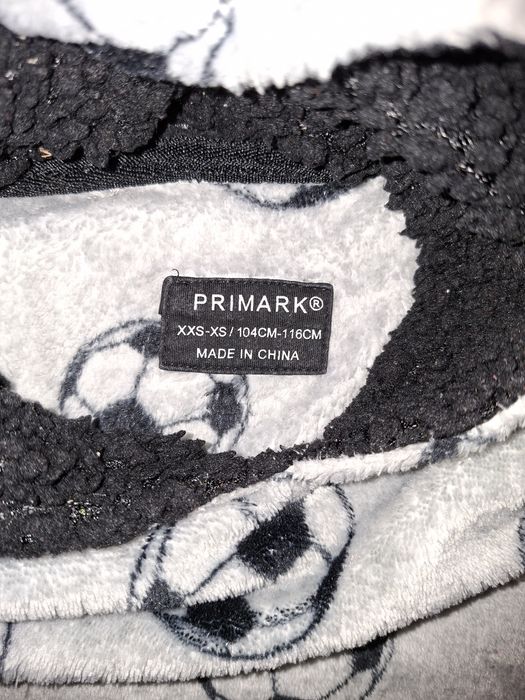 PRIMARK®
XXS-XS / 104CM-116CM
MADE IN CHINA